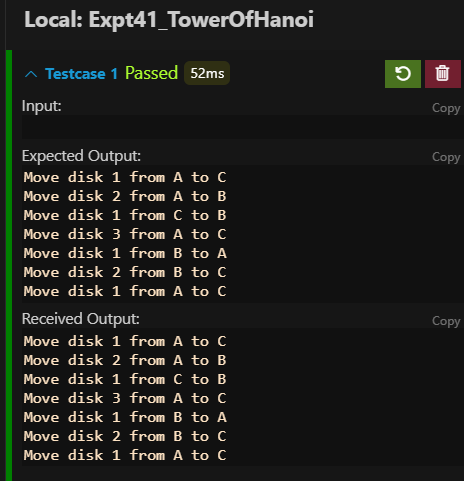 Local: Expt41_TowerOfHanoi
Testcase 1 Passed 52ms
Input:
Copy
Expected Output:
Copy
Move disk 1 from A to C
Move disk 2 from A to B
Move disk 1 from C to B
Move disk 3 from A to C
Move disk 1 from B to A
Move disk 2 from B to C
Move disk 1 from A to C
Received Output:
Copy
Move disk 1 from A to C
Move disk 2 from A to B
Move disk 1 from C to B
Move disk 3 from A to C
Move disk 1 from B to A
Move disk 2 from B to C
Move disk 1 from A to C